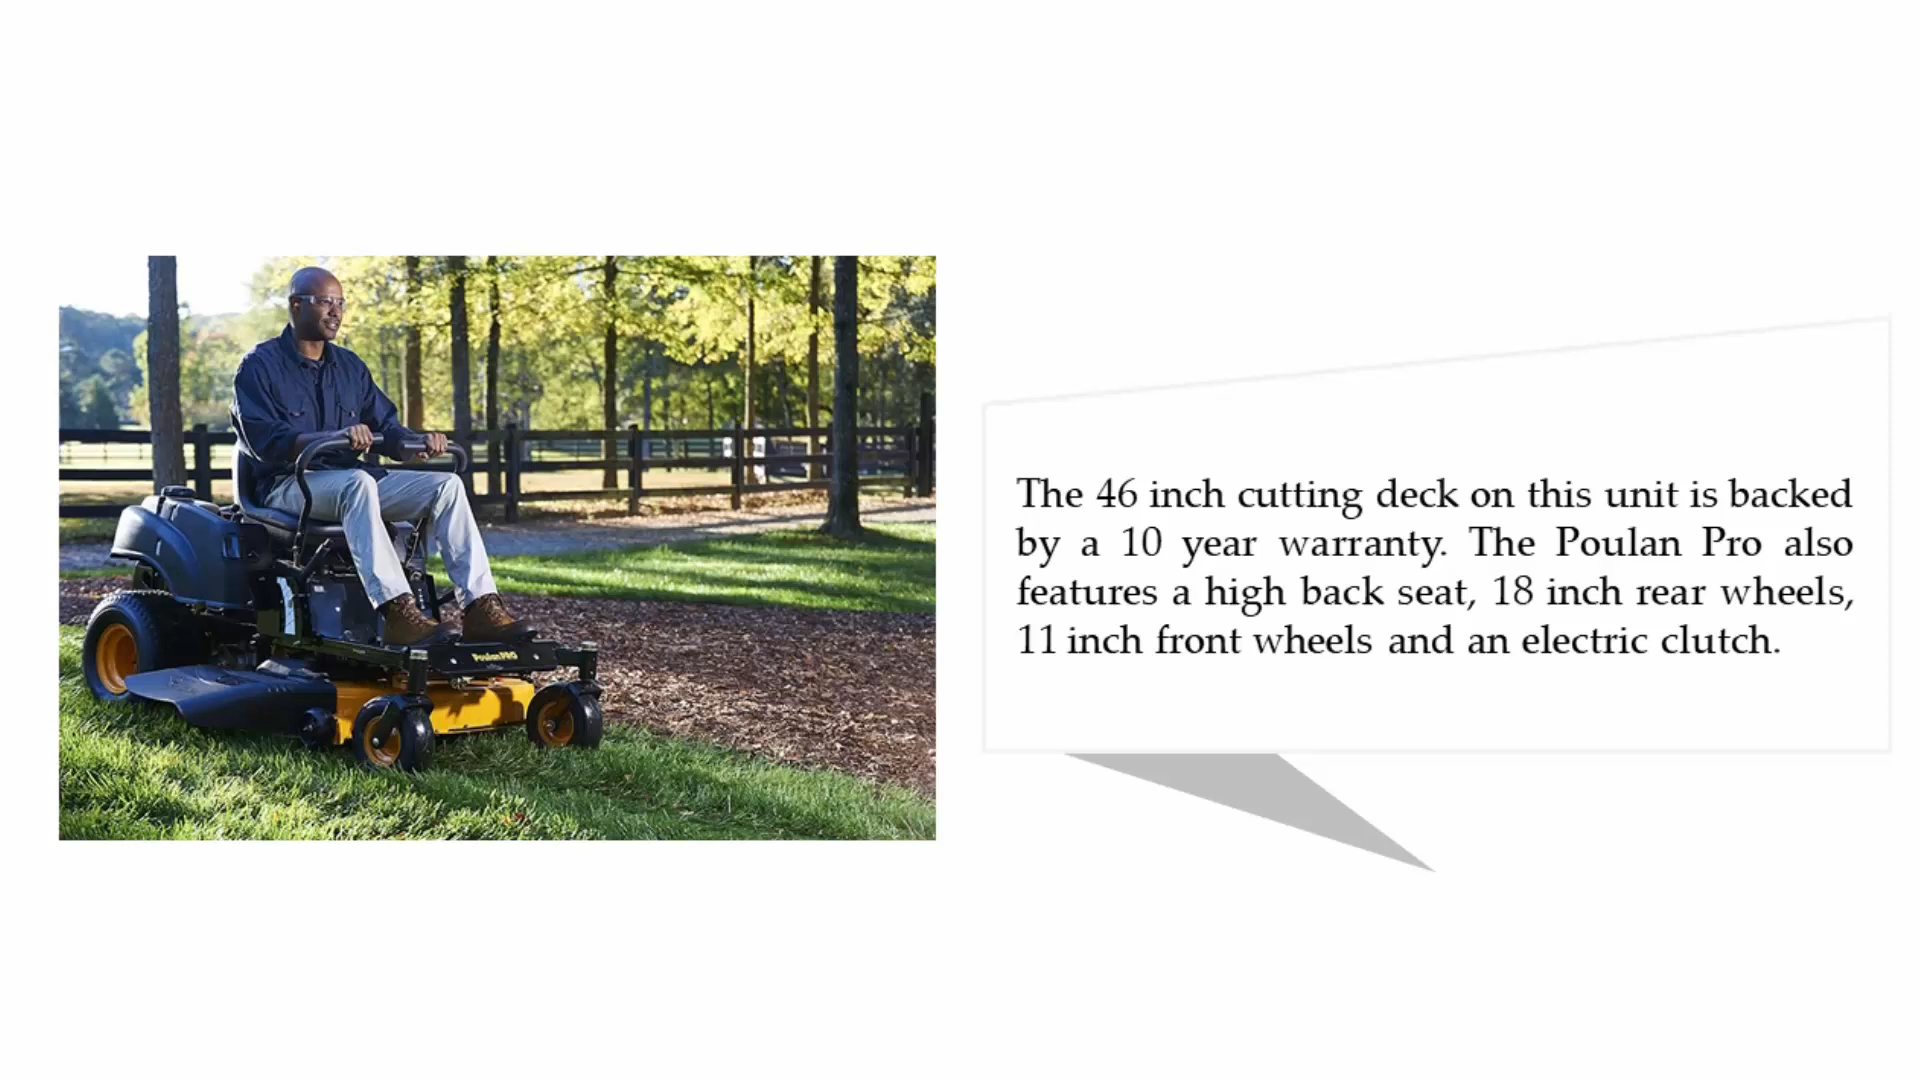 Poulan PRO
The 46 inch cutting deck on this unit is backed
by a 10 year warranty. The Poulan Pro also
features a high back seat, 18 inch rear wheels,
11 inch front wheels and an electric clutch.